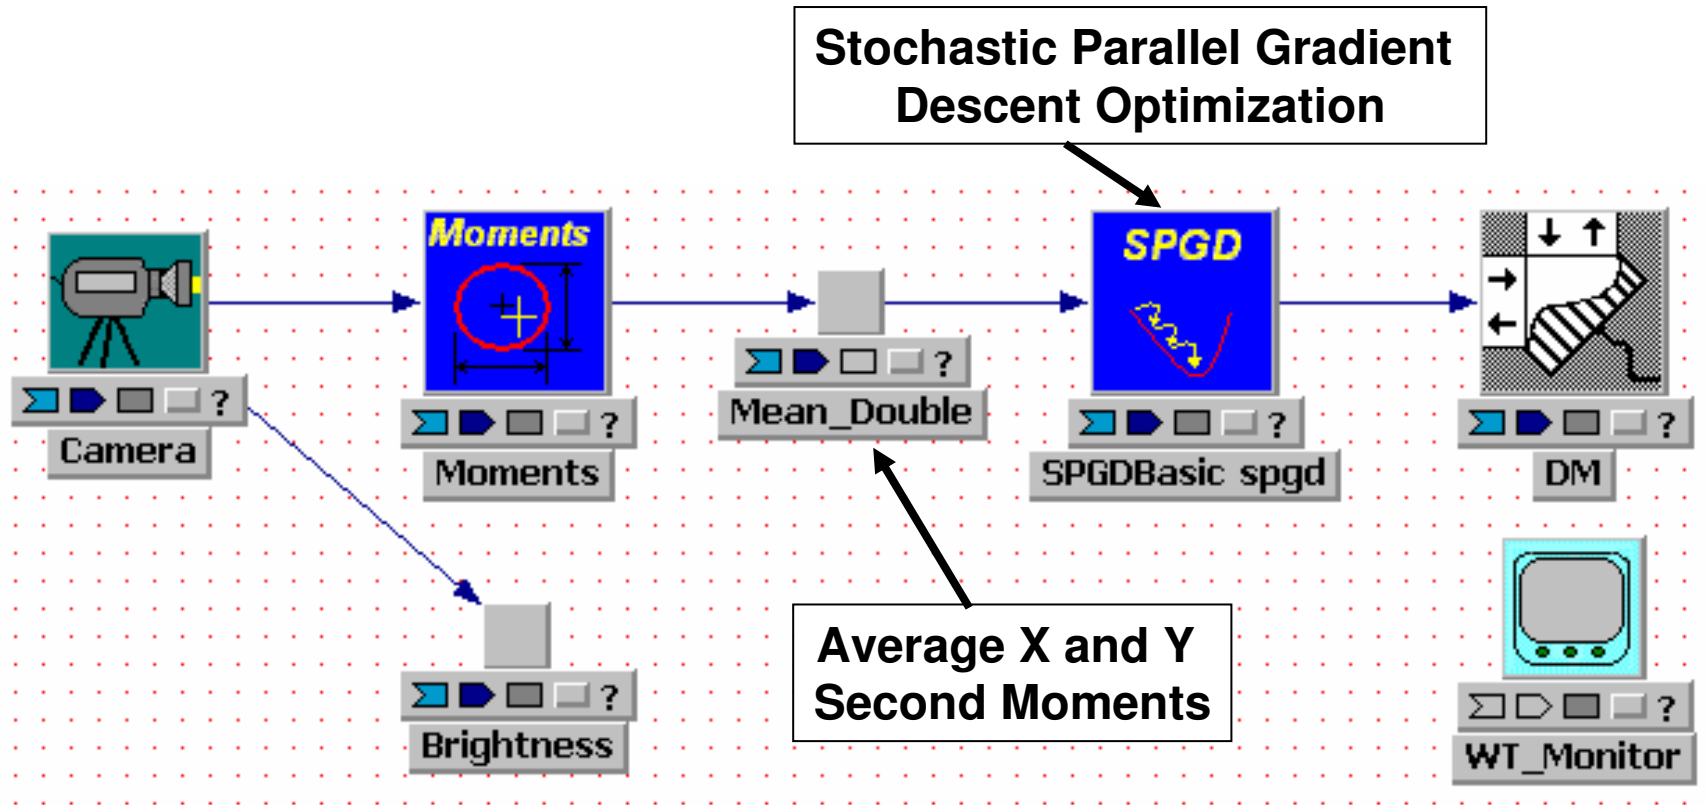 Stochastic Parallel Gradient
Descent Optimization
Moments
SPGD
?
Camera
?
Moments
?
Mean_Double
?
SPGDBasic spgd
?
DM
Average X and Y
Second Moments
?
Brightness
?
WT_Monitor